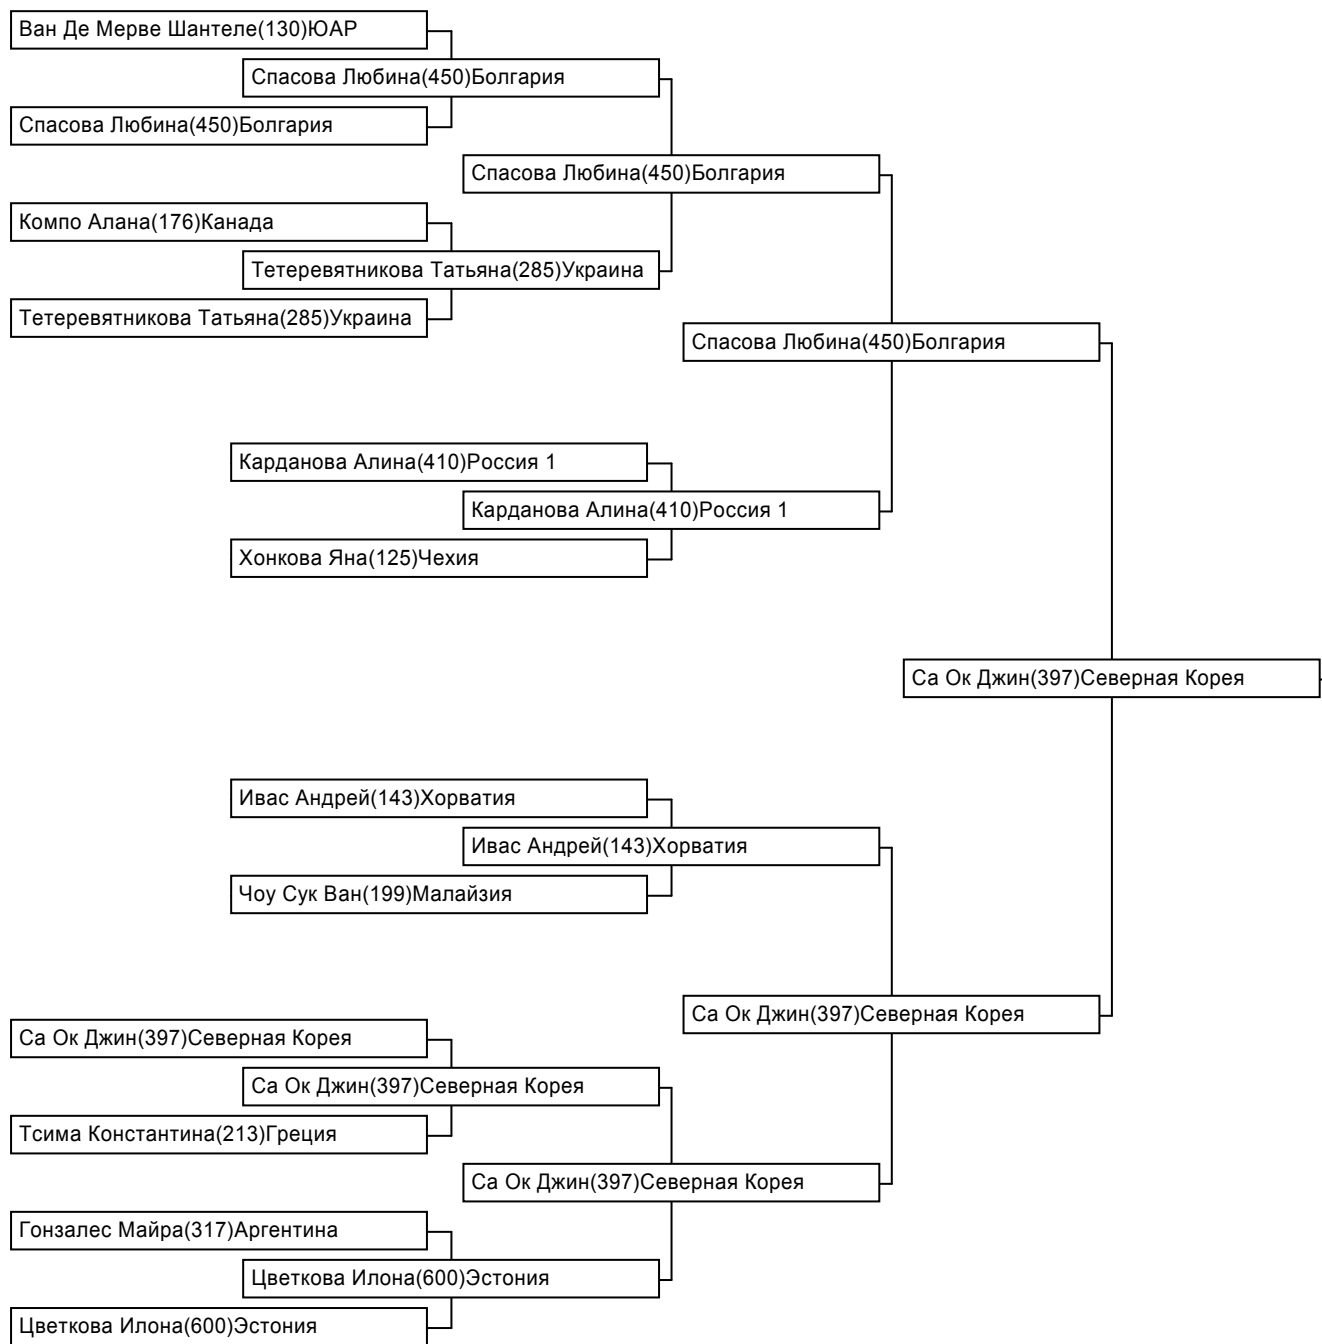 Ван Де Мерве Шантеле(130)ЮАР
Спасова Любина(450)Болгария
Спасова Любина(450)Болгария
Спасова Любина(450)Болгария
Компо Алана(176)Канада
Тетеревятникова Татьяна(285)Украина
Тетеревятникова Татьяна(285)Украина
Спасова Любина(450)Болгария
Карданова Алина(410)Россия 1
Карданова Алина(410)Россия 1
Хонкова Яна(125)Чехия
Са Ок Джин(397)Северная Корея
Ивас Андрей(143)Хорватия
Ивас Андрей(143)Хорватия
Чоу Сук Ван(199)Малайзия
Са Ок Джин(397)Северная Корея
Са Ок Джин(397)Северная Корея
Са Ок Джин(397)Северная Корея
Тсима Константина(213)Греция
Са Ок Джин(397)Северная Корея
Гонзалес Майра(317)Аргентина
Цветкова Илона(600)Эстония
Цветкова Илона(600)Эстония